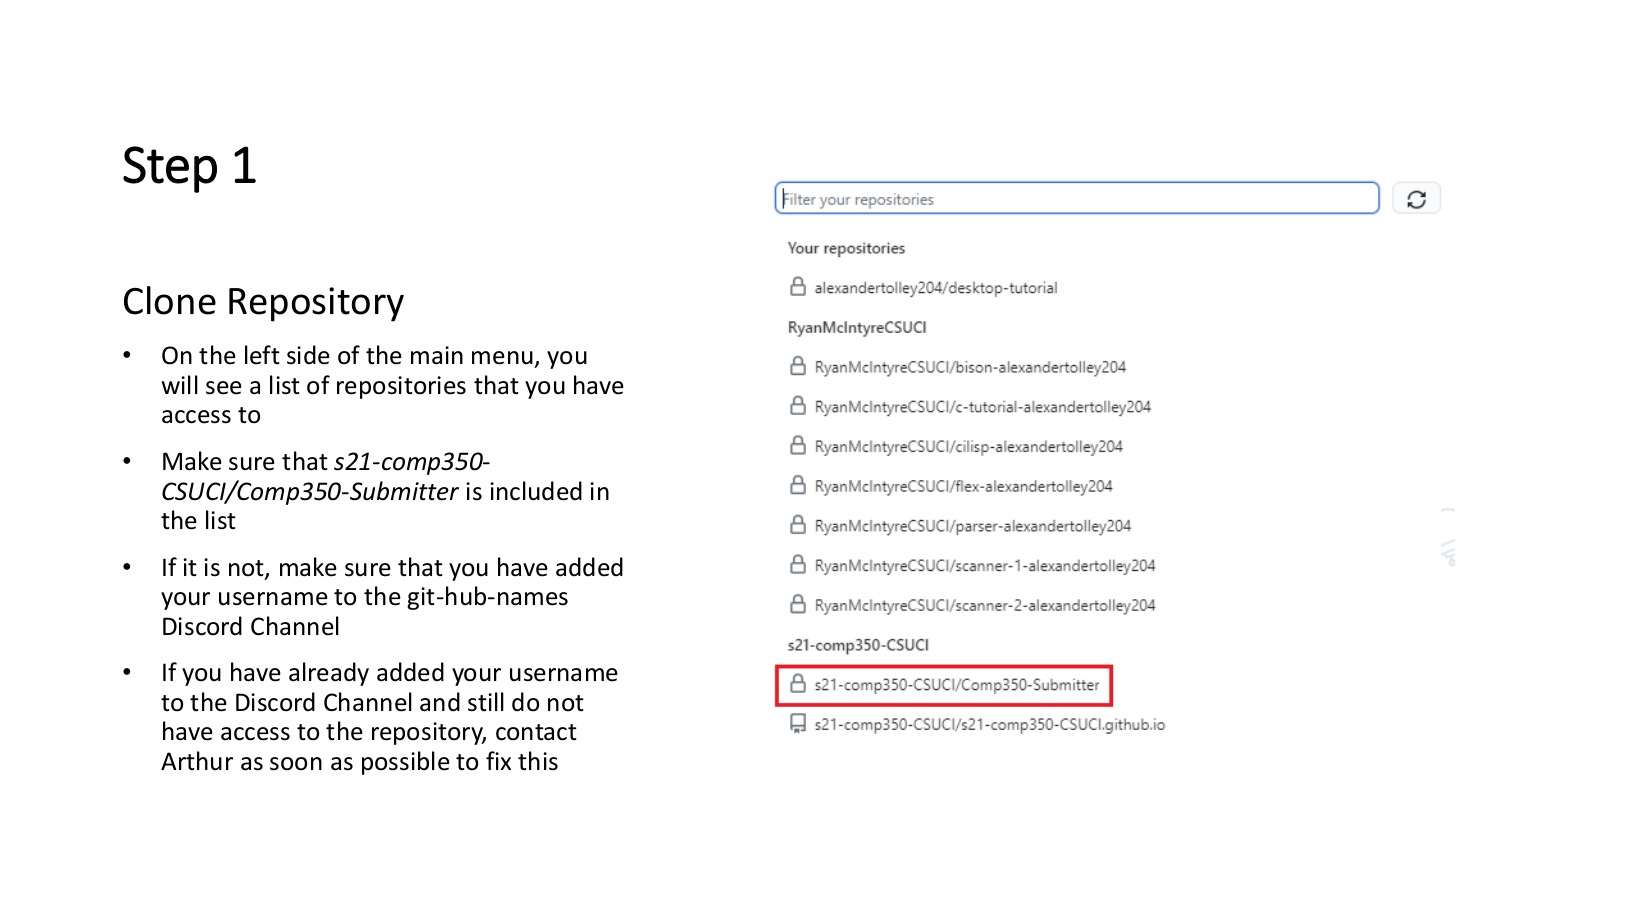 Step 1
Clone Repository
• On the left side of the main menu, you
will see a list of repositories that you have
access to
• Make sure that s21-comp350-
CSUCI/Comp350-Submitter is included in
the list
• If it is not, make sure that you have added
your username to the git-hub-names
Discord Channel
• If you have already added your username
to the Discord Channel and still do not
have access to the repository, contact
Arthur as soon as possible to fix this
Filter your repositories
Your repositories
alexandertolley204/desktop-tutorial
RyanMcIntyreCSUCI
RyanMcIntyreCSUCI/bison-alexandertolley204
RyanMcIntyreCSUCI/c-tutorial-alexandertolley204
RyanMcIntyreCSUCI/cilisp-alexandertolley204
RyanMcIntyreCSUCI/flex-alexandertolley204
RyanMcIntyreCSUCI/parser-alexandertolley204
RyanMcIntyreCSUCI/scanner-1-alexandertolley204
RyanMcIntyreCSUCI/scanner-2-alexandertolley204
s21-comp350-CSUCI
s21-comp350-CSUCI/Comp350-Submitter
s21-comp350-CSUCI/s21-comp350-CSUCI.github.io